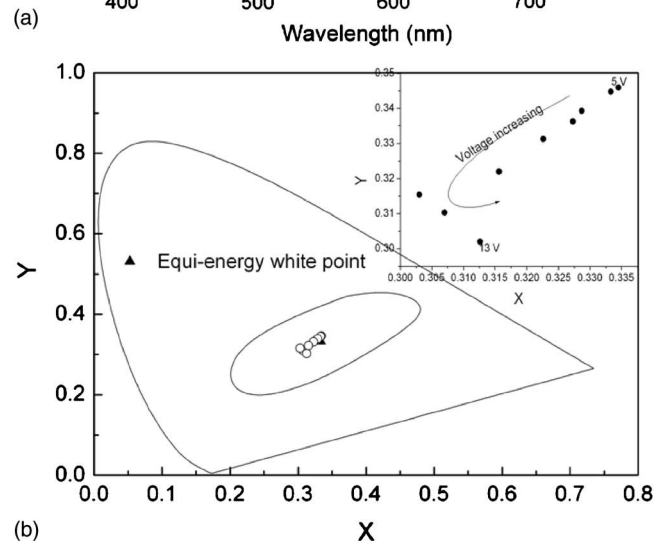 400 500 600 700
(a)
Wavelength (nm)
1.0
0.8
0.6
0.4
0.2
0.0
Y
0.0 0.1 0.2 0.3 0.4 0.5 0.6 0.7 0.8
X
Equi-energy white point
0.35
0.34
0.33
0.32
0.31
0.30
Y
0.300 0.305 0.310 0.315 0.320 0.325 0.330 0.335
X
5 V
Voltage increasing
13 V
(b)